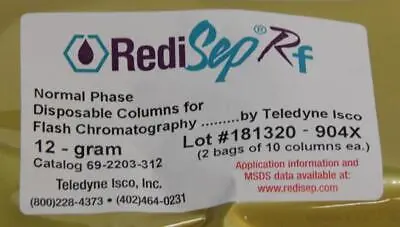 RediSep® Rf
Normal Phase
Disposable Columns for
Flash Chromatography ......... by Teledyne Isco
12 - gram
Lot #181320 - 904X
Catalog 69-2203-312
(2 bags of 10 columns ea.)
Teledyne Isco, Inc.
(800)228-4373 • (402)464-0231
Application information and
MSDS data available at:
www.redisep.com